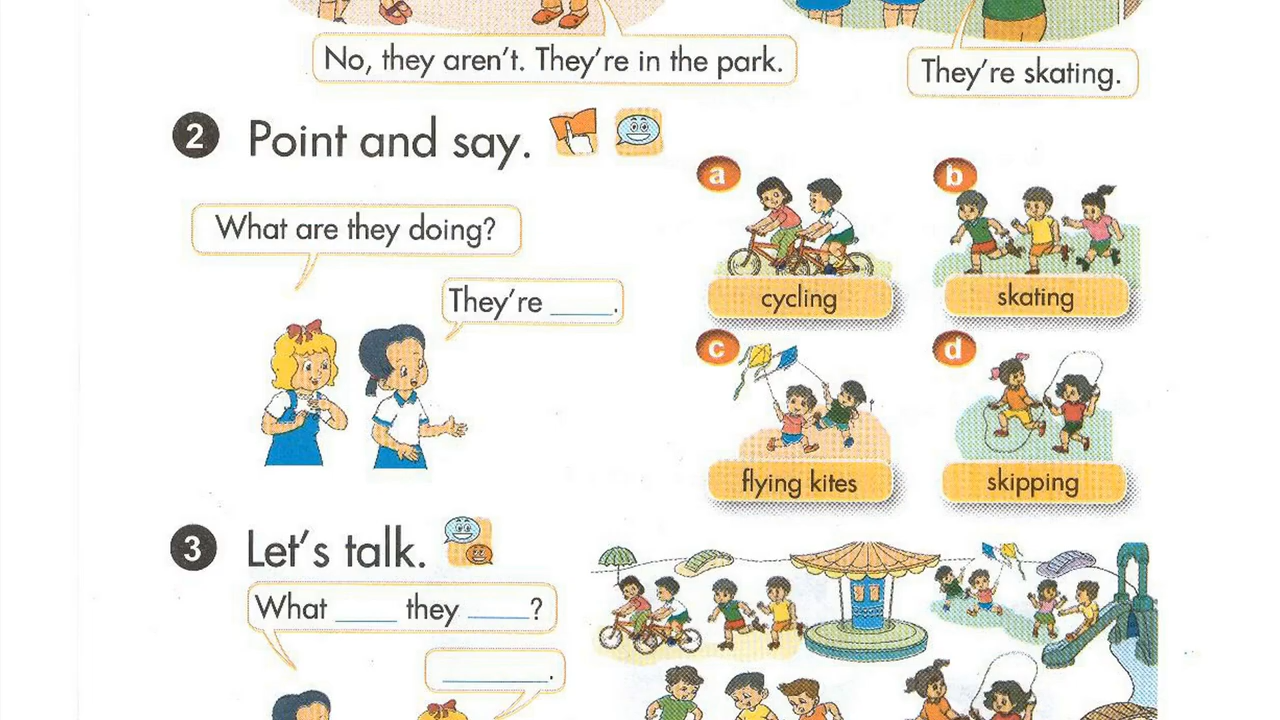 No, they aren't. They're in the park.
They're skating.
2 Point and say.
What are they doing?
They're ____.
a
cycling
b
skating
c
flying kites
d
skipping
3 Let's talk.
What ____ they ____?
______.